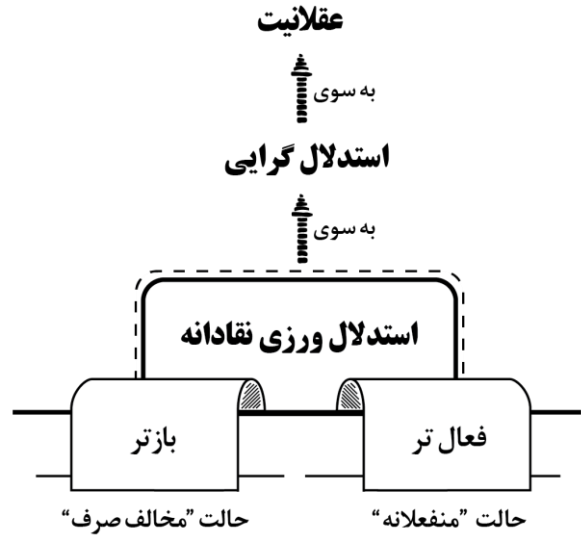 عقلانیت
به سوی
استدلال گرایی
به سوی
استدلال ورزی نقادانه
فعال تر
بازتر
حالت "منفعلانه"
حالت "مخالف صرف"